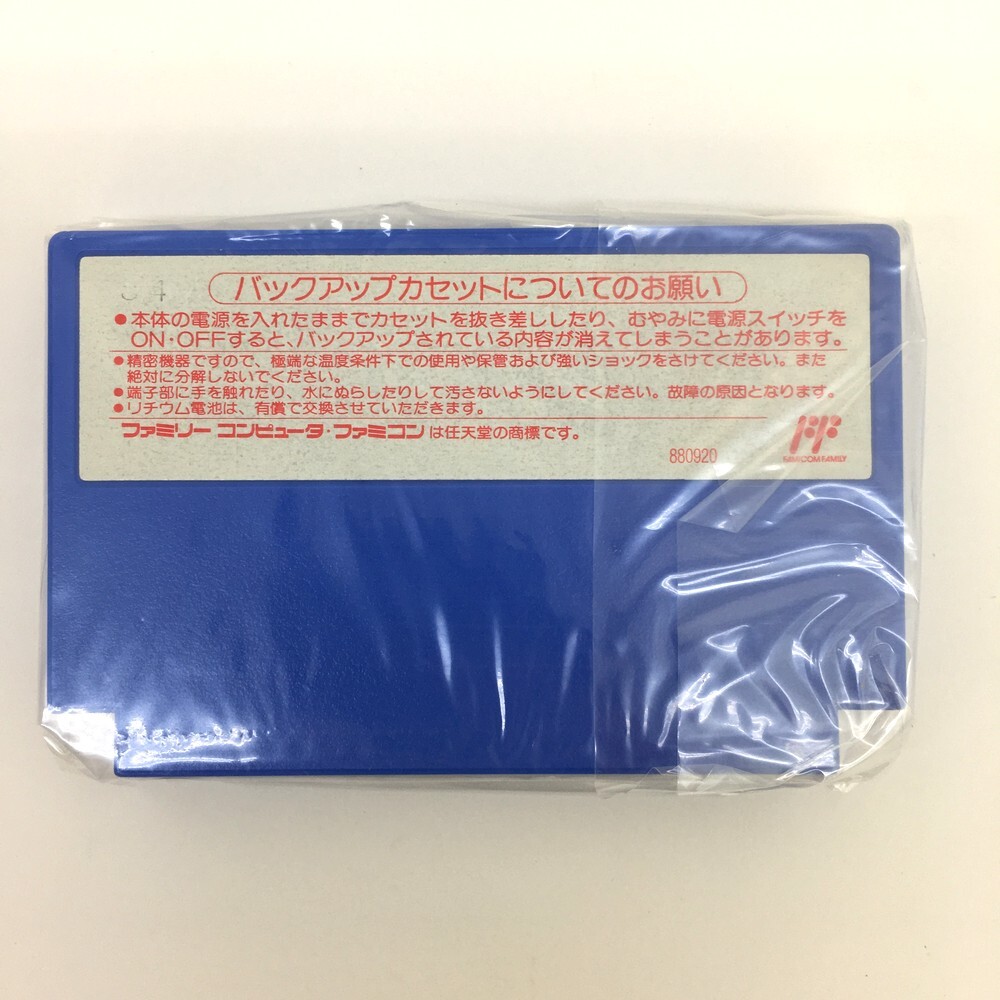 バックアップカセットについてのお願い
●本体の電源を入れたままでカセットを抜き差ししたり、むやみに電源スイッチを
ON・OFFすると、バックアップされている内容が消えてしまうことがあります。
●精密機器ですので、極端な温度条件下での使用や保管および強いショックをさけてください。また
絶対に分解しないでください。
●端子部に手を触れたり、水にぬらしたりして汚さないようにしてください。故障の原因となります。
●リチウム電池は、有償で交換させていただきます。
ファミリーコンピュータ・ファミコンは任天堂の商標です。
880920
FAMICOM FAMILY